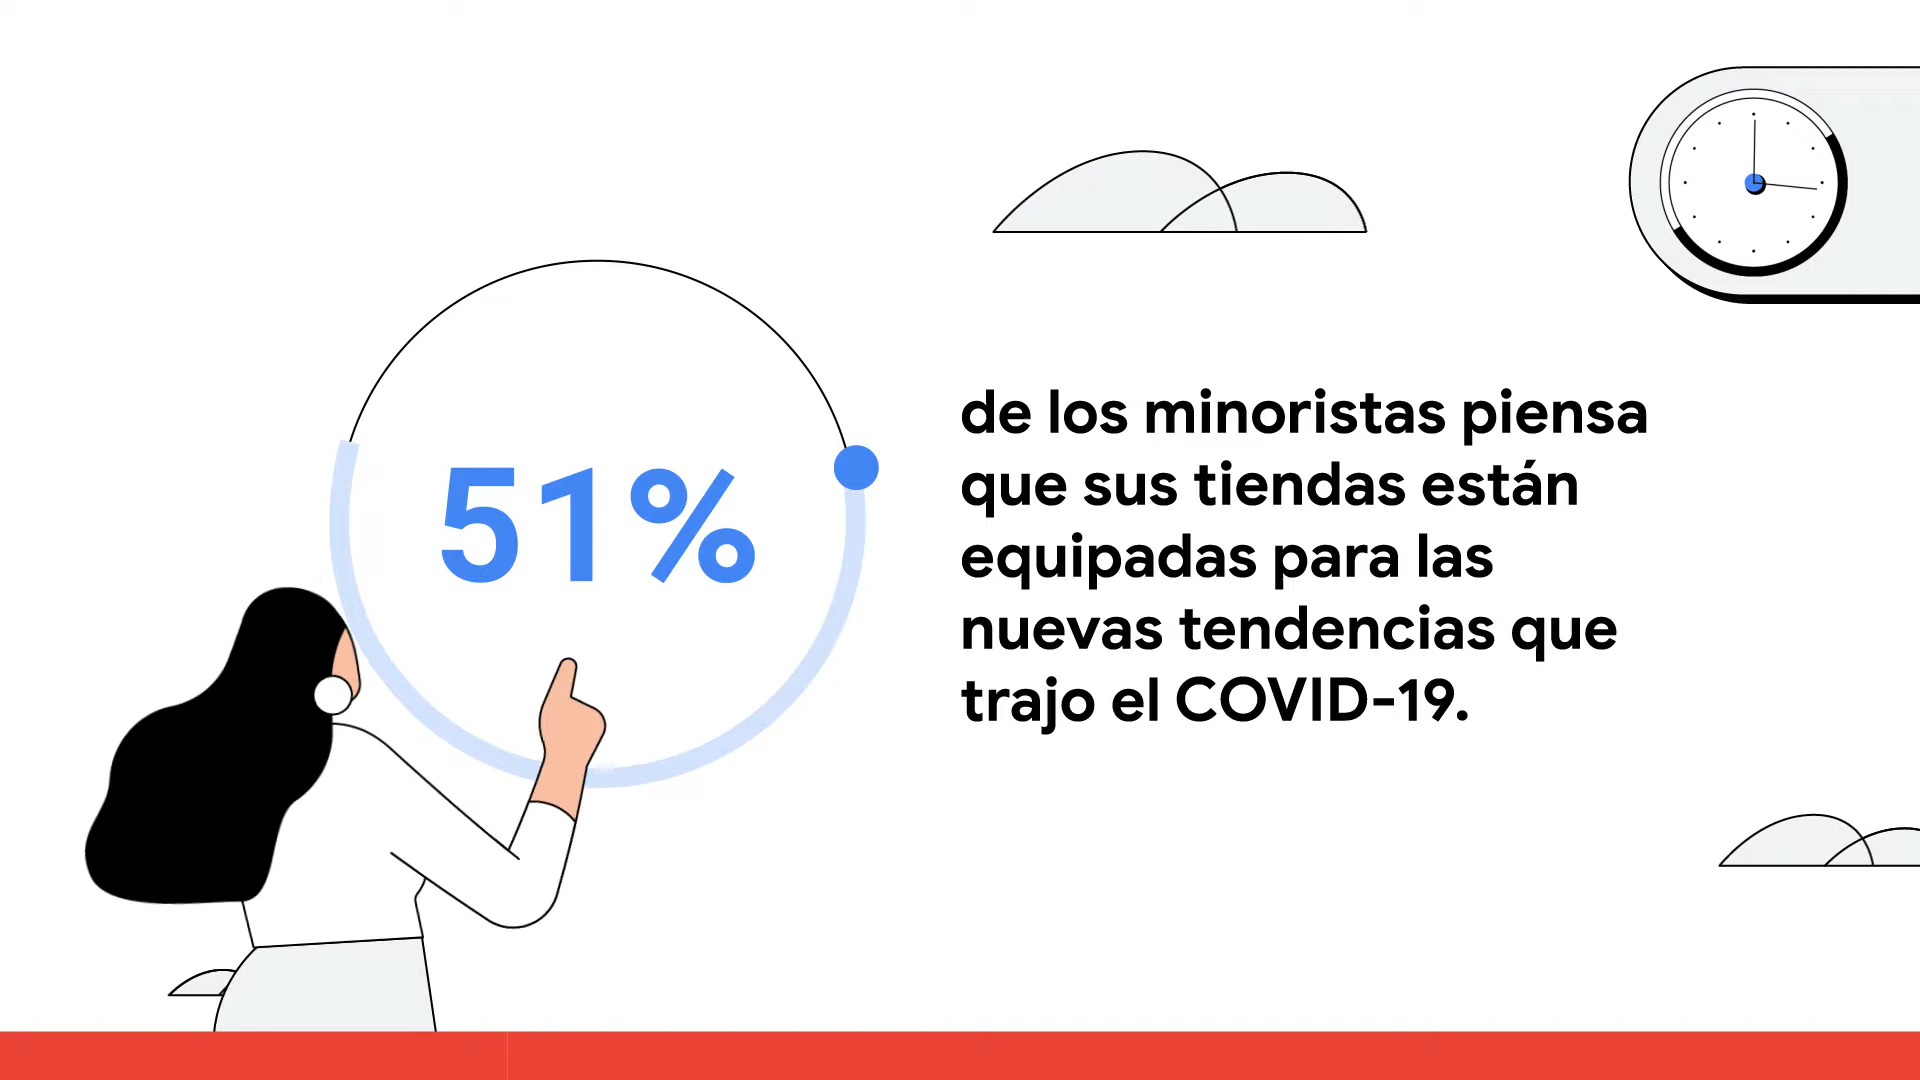 51%
de los minoristas piensa
que sus tiendas están
equipadas para las
nuevas tendencias que
trajo el COVID-19.